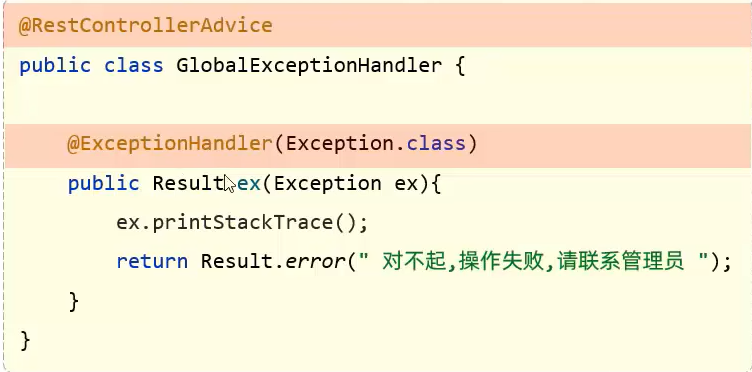 @RestControllerAdvice
public class GlobalExceptionHandler {
@ExceptionHandler(Exception.class)
public Result ex(Exception ex){
ex.printStackTrace();
return Result.error(" 对不起,操作失败,请联系管理员 ");
}
}